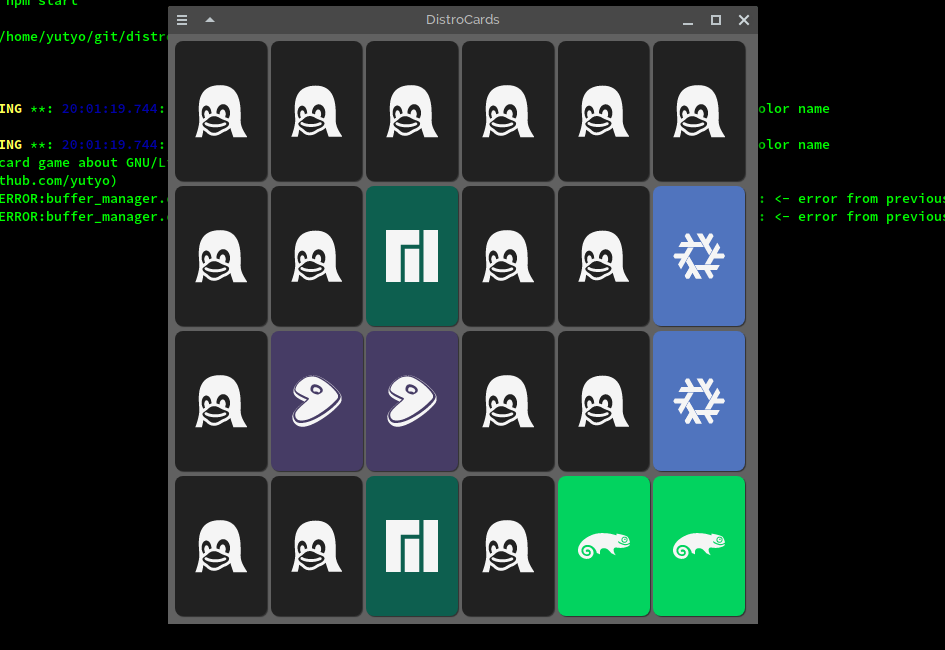 npm start
DistroCards
/home/yutyo/git/distr
ING **: 20:01:19.744: olor name
ING **: 20:01:19.744: olor name
card game about GNU/L
thub.com/yutyo)
ERROR:buffer_manager. : <- error from previous
ERROR:buffer_manager. : <- error from previous